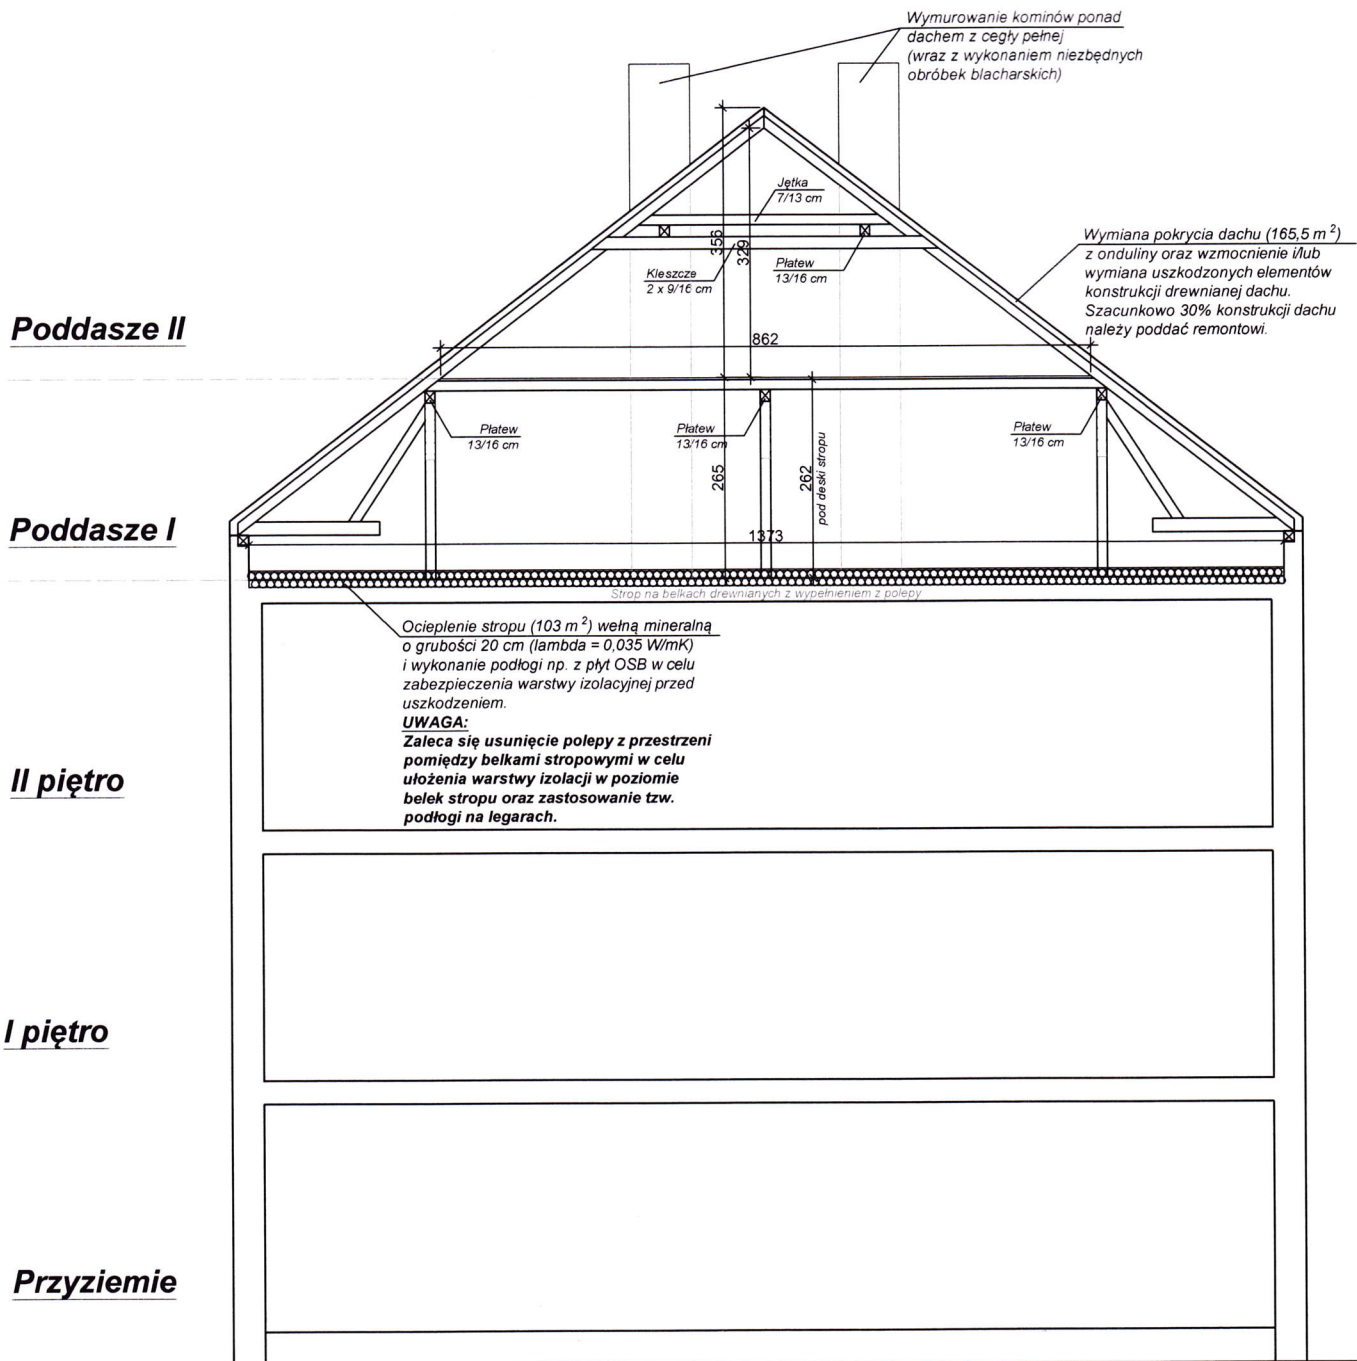 Wymurowanie kominów ponad
dachem z cegły pełnej
(wraz z wykonaniem niezbędnych
obróbek blacharskich)
Jętka
7/13 cm
356
329
Kleszcze
2 x 9/16 cm
Płatew
13/16 cm
Wymiana pokrycia dachu (165,5 m²)
z onduliny oraz wzmocnienie i/lub
wymiana uszkodzonych elementów
konstrukcji drewnianej dachu.
Szacunkowo 30% konstrukcji dachu
należy poddać remontowi.
Poddasze II
862
Płatew
13/16 cm
Płatew
13/16 cm
Płatew
13/16 cm
265
262
pod deski stropu
Poddasze I
1373
Strop na belkach drewnianych z wypełnieniem z polepy
Ocieplenie stropu (103 m²) wełną mineralną
o grubości 20 cm (lambda = 0,035 W/mK)
i wykonanie podłogi np. z płyt OSB w celu
zabezpieczenia warstwy izolacyjnej przed
uszkodzeniem.
UWAGA:
Zaleca się usunięcie polepy z przestrzeni
pomiędzy belkami stropowymi w celu
ułożenia warstwy izolacji w poziomie
belek stropu oraz zastosowanie tzw.
podłogi na legarach.
II piętro
I piętro
Przyziemie